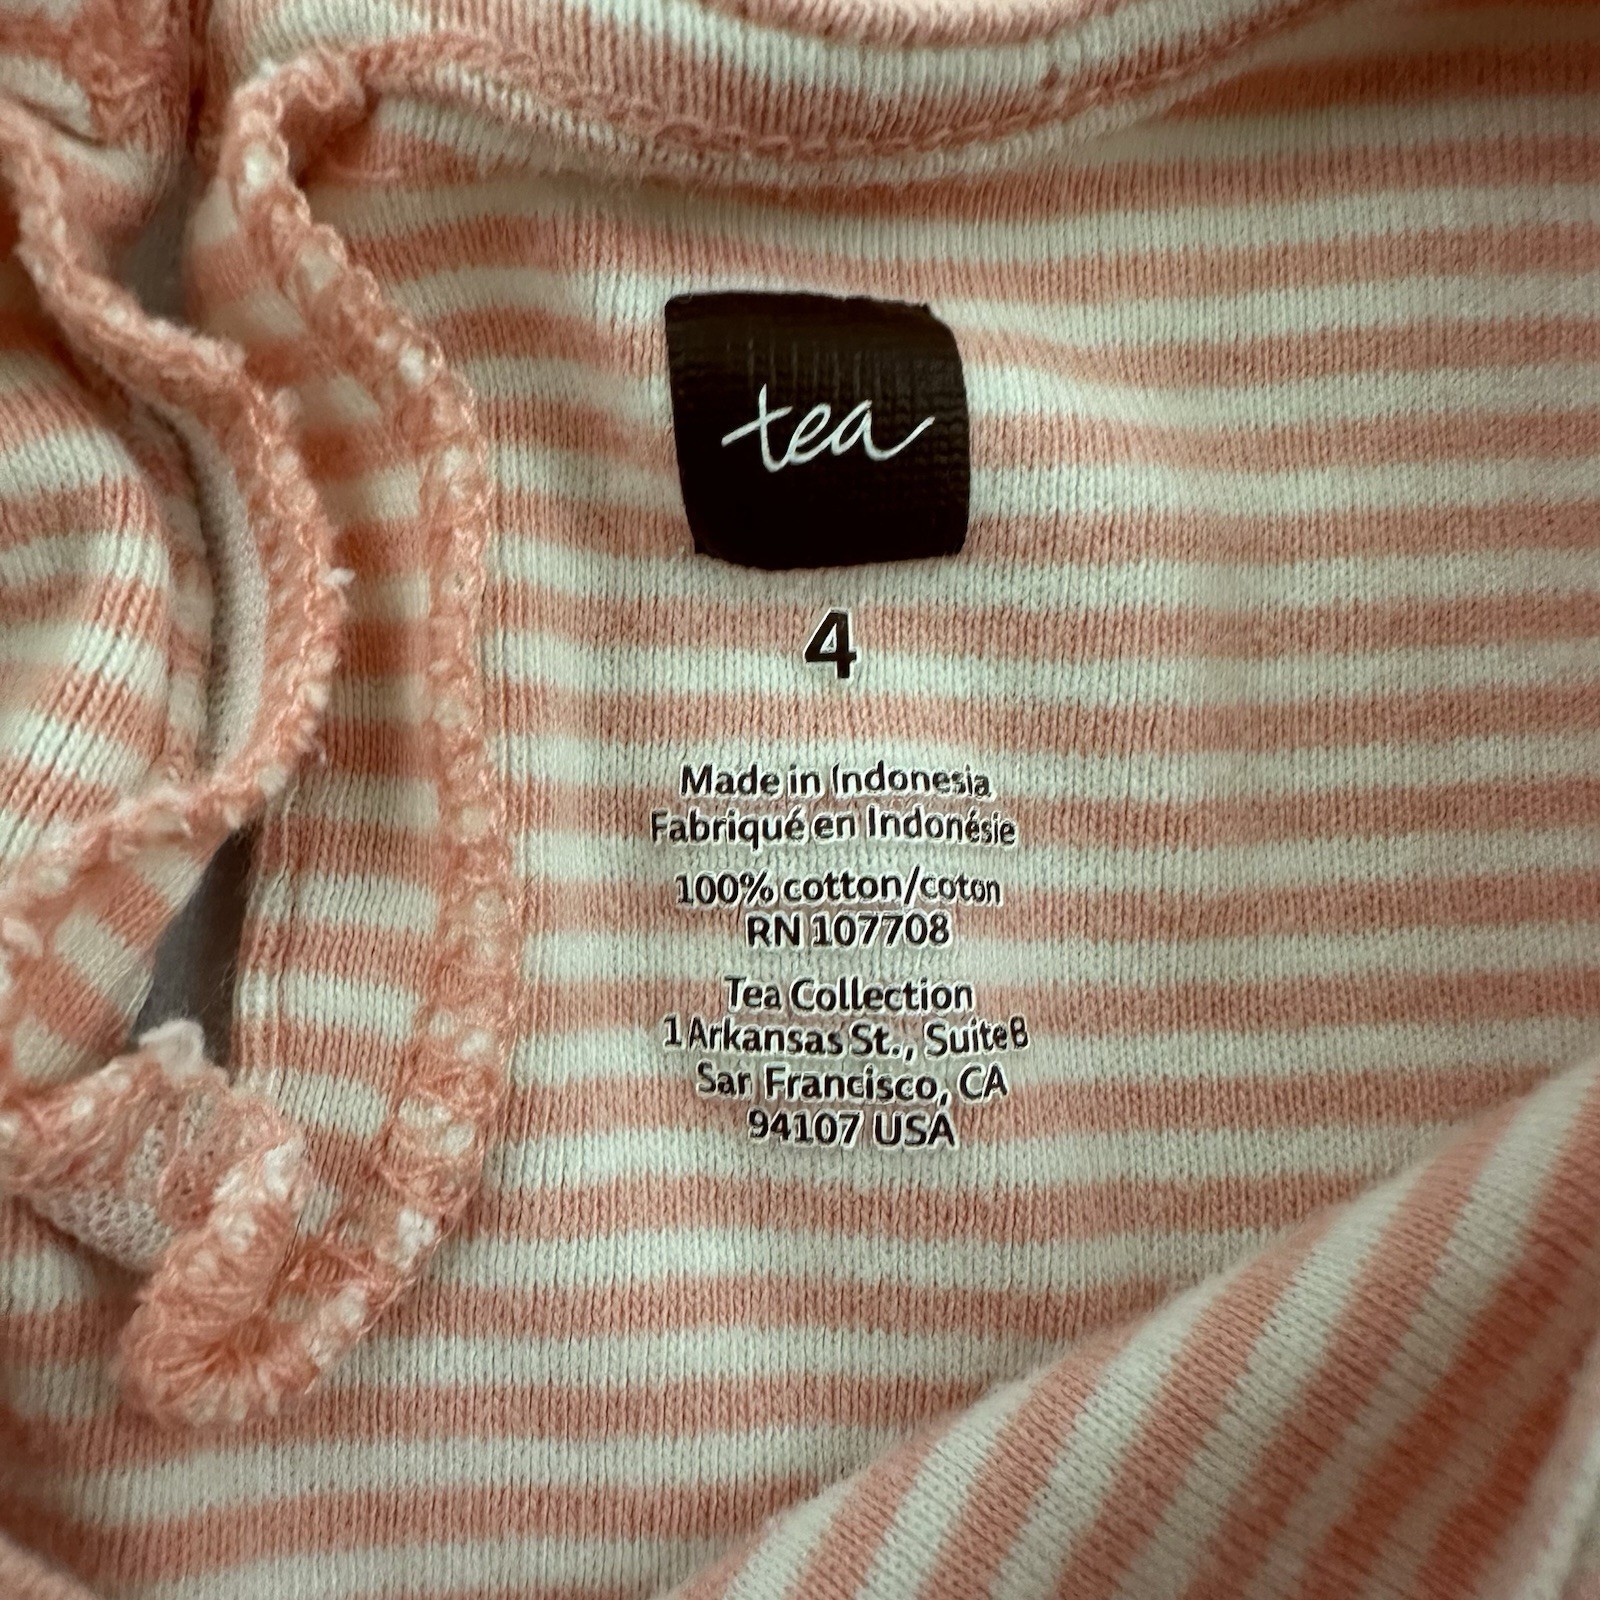 tea
4
Made in Indonesia
Fabriqué en Indonésie
100% cotton/coton
RN 107708
Tea Collection
1 Arkansas St., Suite B
San Francisco, CA
94107 USA